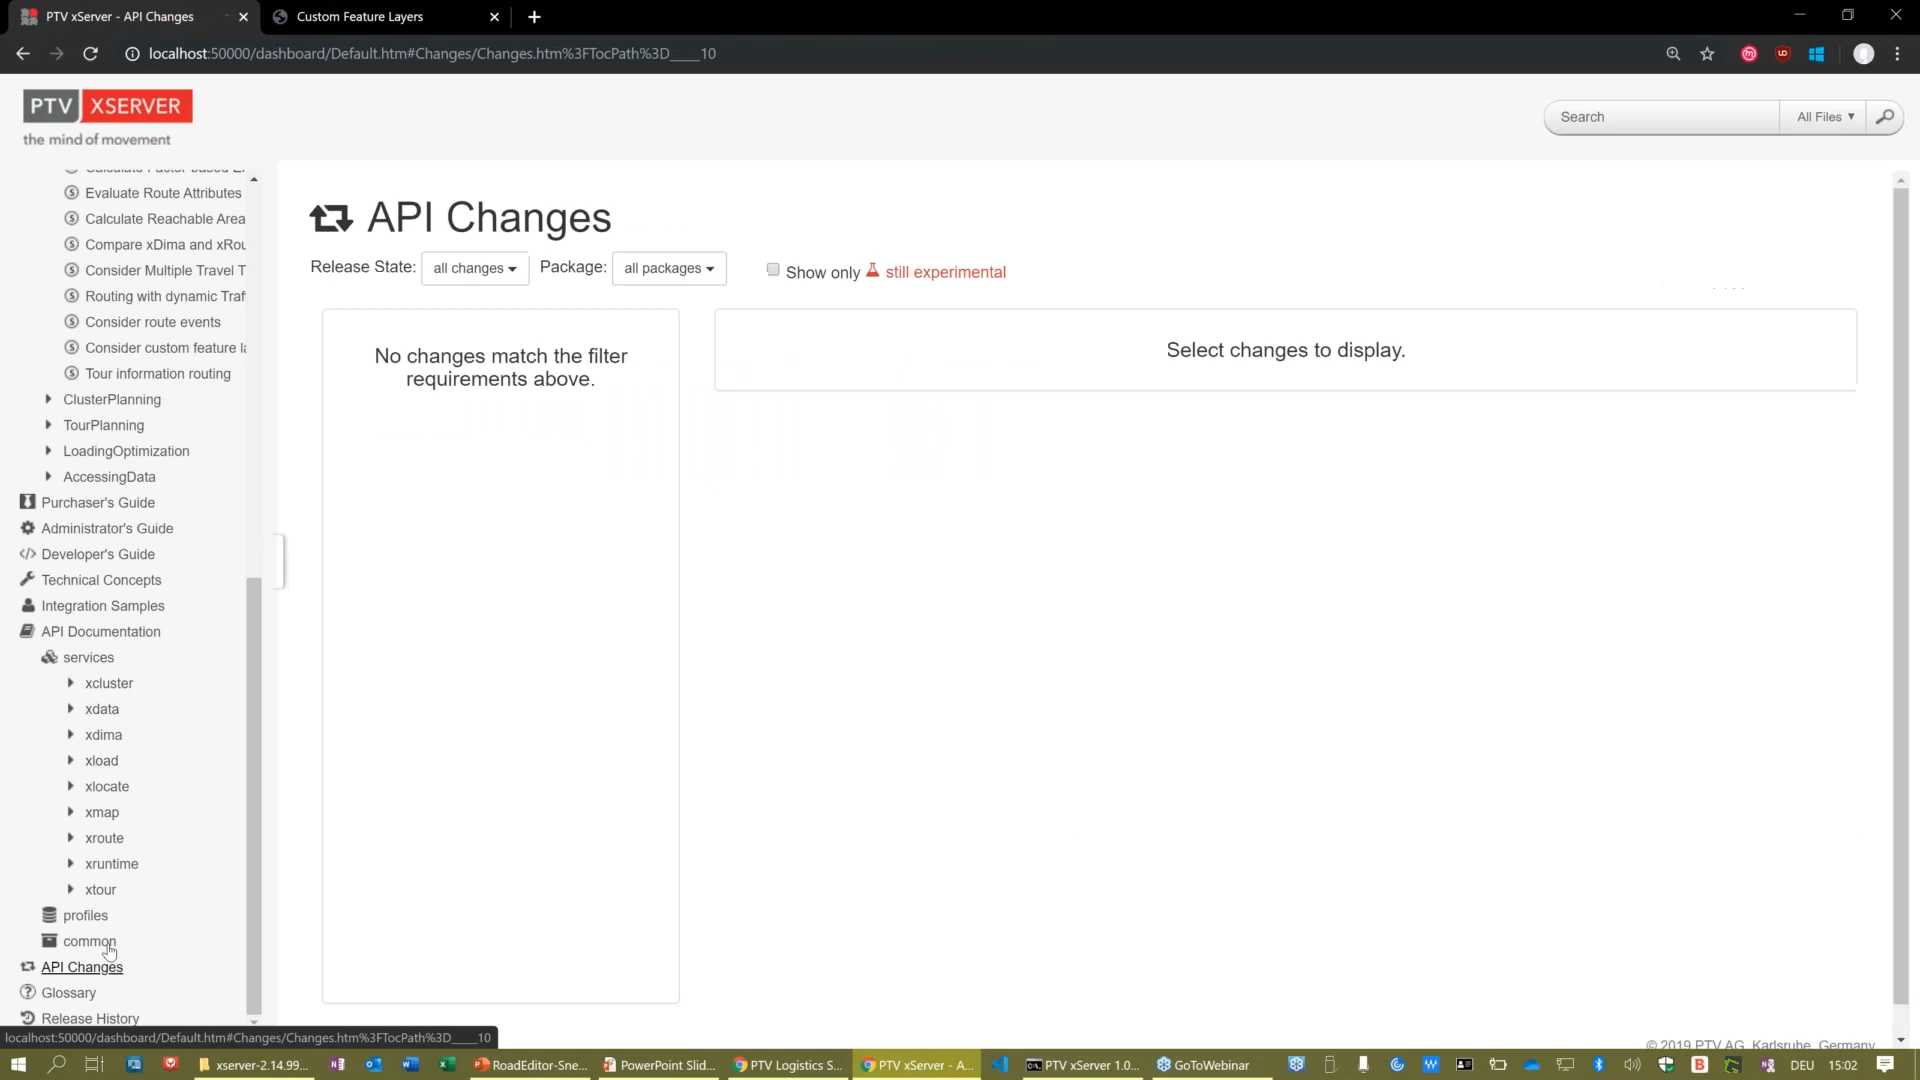 PTV xServer - API Changes
Custom Feature Layers
localhost:50000/dashboard/Default.htm#Changes/Changes.htm%3FTocPath%3D____10
PTV XSERVER
the mind of movement
Search
All Files
Evaluate Route Attributes
Calculate Reachable Area
Compare xDima and xRou
Consider Multiple Travel T
Routing with dynamic Traf
Consider route events
Consider custom feature la
Tour information routing
ClusterPlanning
TourPlanning
LoadingOptimization
AccessingData
Purchaser's Guide
Administrator's Guide
Developer's Guide
Technical Concepts
Integration Samples
API Documentation
services
xcluster
xdata
xdima
xload
xlocate
xmap
xroute
xruntime
xtour
profiles
common
API Changes
Glossary
Release History
API Changes
Release State: all changes Package: all packages Show only still experimental
No changes match the filter
requirements above.
Select changes to display.
© 2019 PTV AG, Karlsruhe, Germany
localhost:50000/dashboard/Default.htm#Changes/Changes.htm%3FTocPath%3D____10
xserver-2.14.99...
RoadEditor-Sne...
PowerPoint Slid...
PTV Logistics S...
PTV xServer - A...
PTV xServer 1.0...
GoToWebinar
DEU
15:02